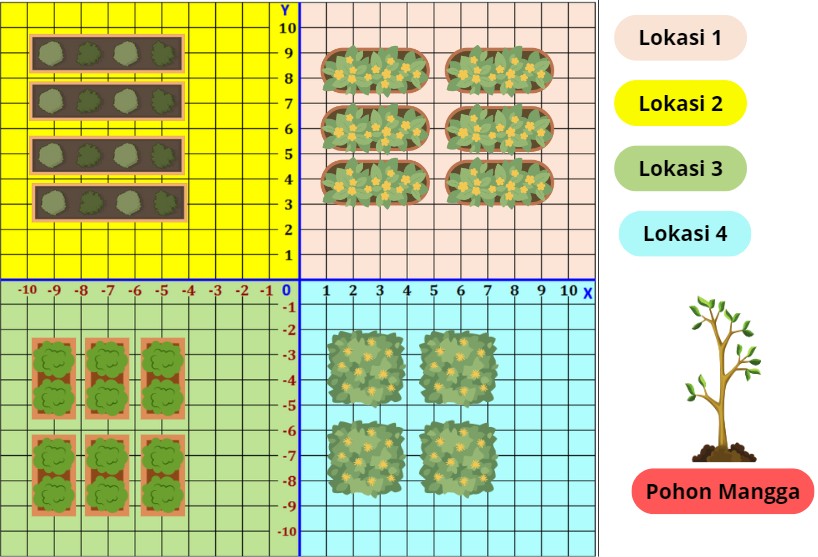 Y
10
9
8
7
6
5
4
3
2
1
-10 -9 -8 -7 -6 -5 -4 -3 -2 -1 0 1 2 3 4 5 6 7 8 9 10 X
-1
-2
-3
-4
-5
-6
-7
-8
-9
-10
Lokasi 1
Lokasi 2
Lokasi 3
Lokasi 4
Pohon Mangga